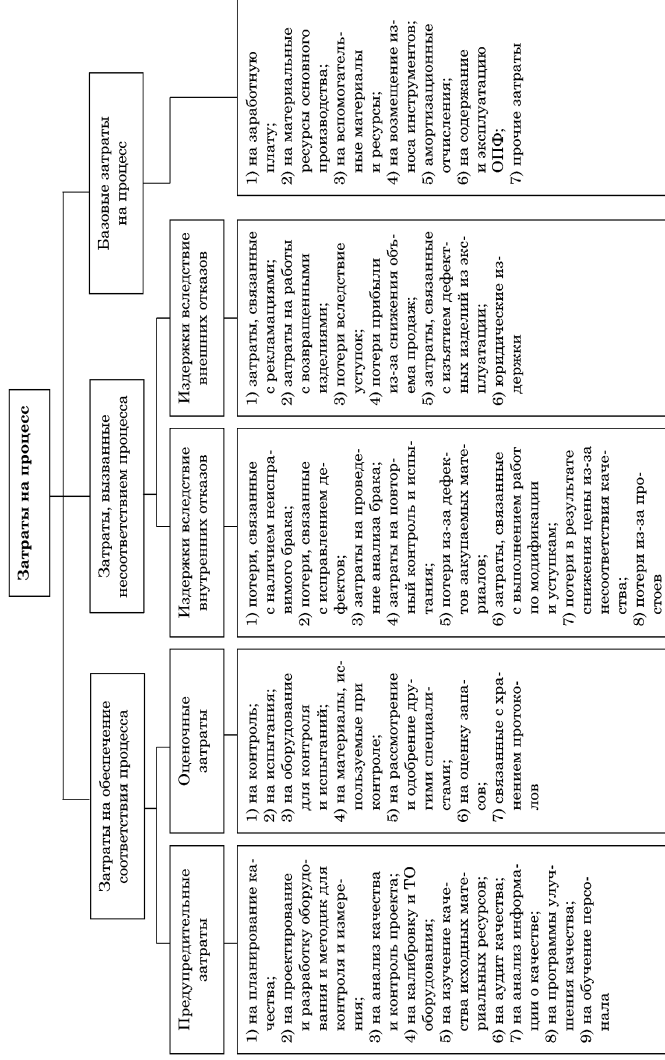 Затраты на процесс
Затраты на обеспечение
соответствия процесса
Затраты, вызванные
несоответствием процесса
Базовые затраты
на процесс
Предупредительные
затраты
Оценочные
затраты
Издержки вследствие
внутренних отказов
Издержки вследствие
внешних отказов
1) на планирование ка-
чества;
2) на проектирование
и разработку оборудо-
вания и методик для
контроля и измере-
ния;
3) на анализ качества
и контроль проекта;
4) на калибровку и ТО
оборудования;
5) на изучение каче-
ства исходных мате-
риальных ресурсов;
6) на аудит качества;
7) на анализ информа-
ции о качестве;
8) на программы улуч-
шения качества;
9) на обучение персо-
нала
1) на контроль;
2) на испытания;
3) на оборудование
для контроля
и испытаний;
4) на материалы, ис-
пользуемые при
контроле;
5) на рассмотрение
и одобрение дру-
гими специали-
стами;
6) на оценку запа-
сов;
7) связанные с хра-
нением протоко-
лов
1) потери, связанные
с наличием неиспра-
вимого брака;
2) потери, связанные
с исправлением де-
фектов;
3) затраты на проведе-
ние анализа брака;
4) затраты на повтор-
ный контроль и испы-
тания;
5) потери из-за дефек-
тов закупаемых мате-
риалов;
6) затраты, связанные
с выполнением работ
по модификации
и уступкам;
7) потери в результате
снижения цены из-за
несоответствия каче-
ства;
8) потери из-за про-
стоев
1) затраты, связанные
с рекламациями;
2) затраты на работы
с возвращенными
изделиями;
3) потери вследствие
уступок;
4) потери прибыли
из-за снижения объ-
ема продаж;
5) затраты, связанные
с изъятием дефект-
ных изделий из экс-
плуатации;
6) юридические из-
держки
1) на заработную
плату;
2) на материальные
ресурсы основного
производства;
3) на вспомогатель-
ные материалы
и ресурсы;
4) на возмещение из-
носа инструментов;
5) амортизационные
отчисления;
6) на содержание
и эксплуатацию
ОПФ;
7) прочие затраты